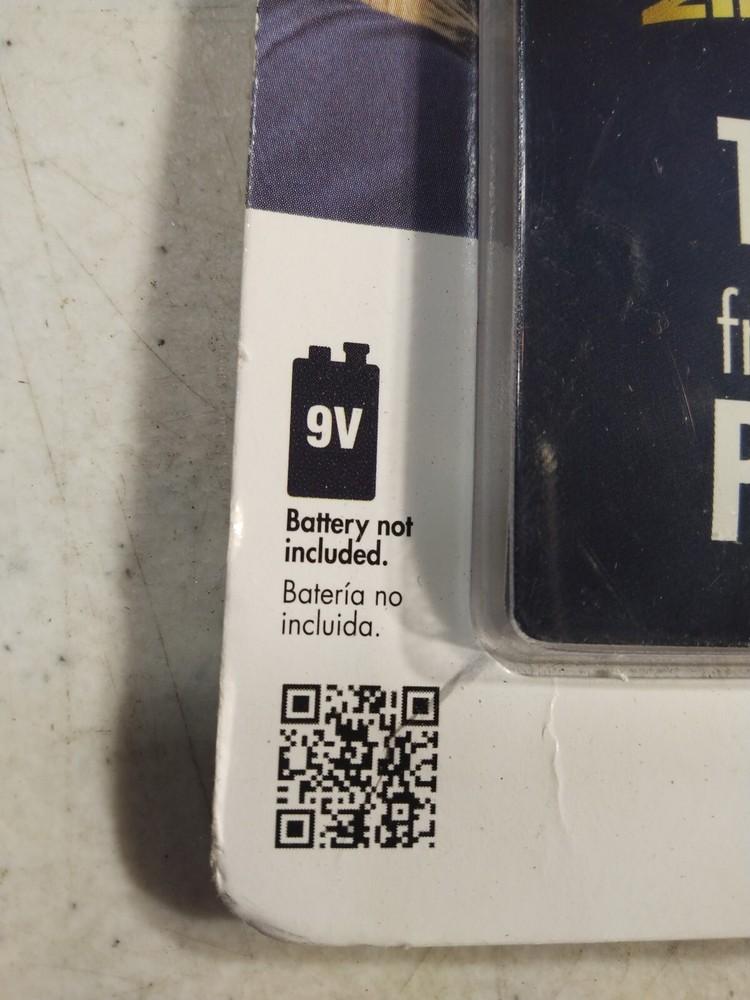 9V
Battery not
included.
Batería no
incluida.